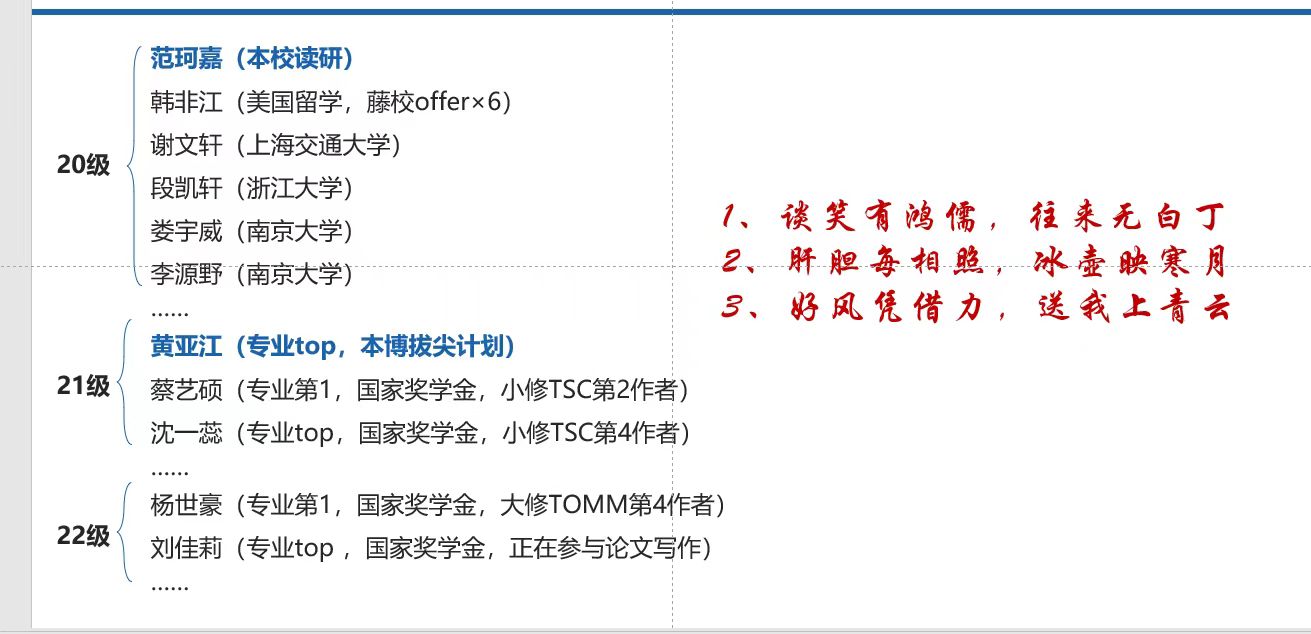 20级
范珂嘉（本校读研）
韩非江（美国留学，藤校offer×6）
谢文轩（上海交通大学）
段凯轩（浙江大学）
娄宇威（南京大学）
李源野（南京大学）
......
21级
黄亚江（专业top，本博拔尖计划）
蔡艺硕（专业第1，国家奖学金，小修TSC第2作者）
沈一蕊（专业top，国家奖学金，小修TSC第4作者）
......
22级
杨世豪（专业第1，国家奖学金，大修TOMM第4作者）
刘佳莉（专业top ，国家奖学金，正在参与论文写作）
......
1、谈笑有鸿儒，往来无白丁
2、肝胆每相照，冰壶映寒月
3、好风凭借力，送我上青云